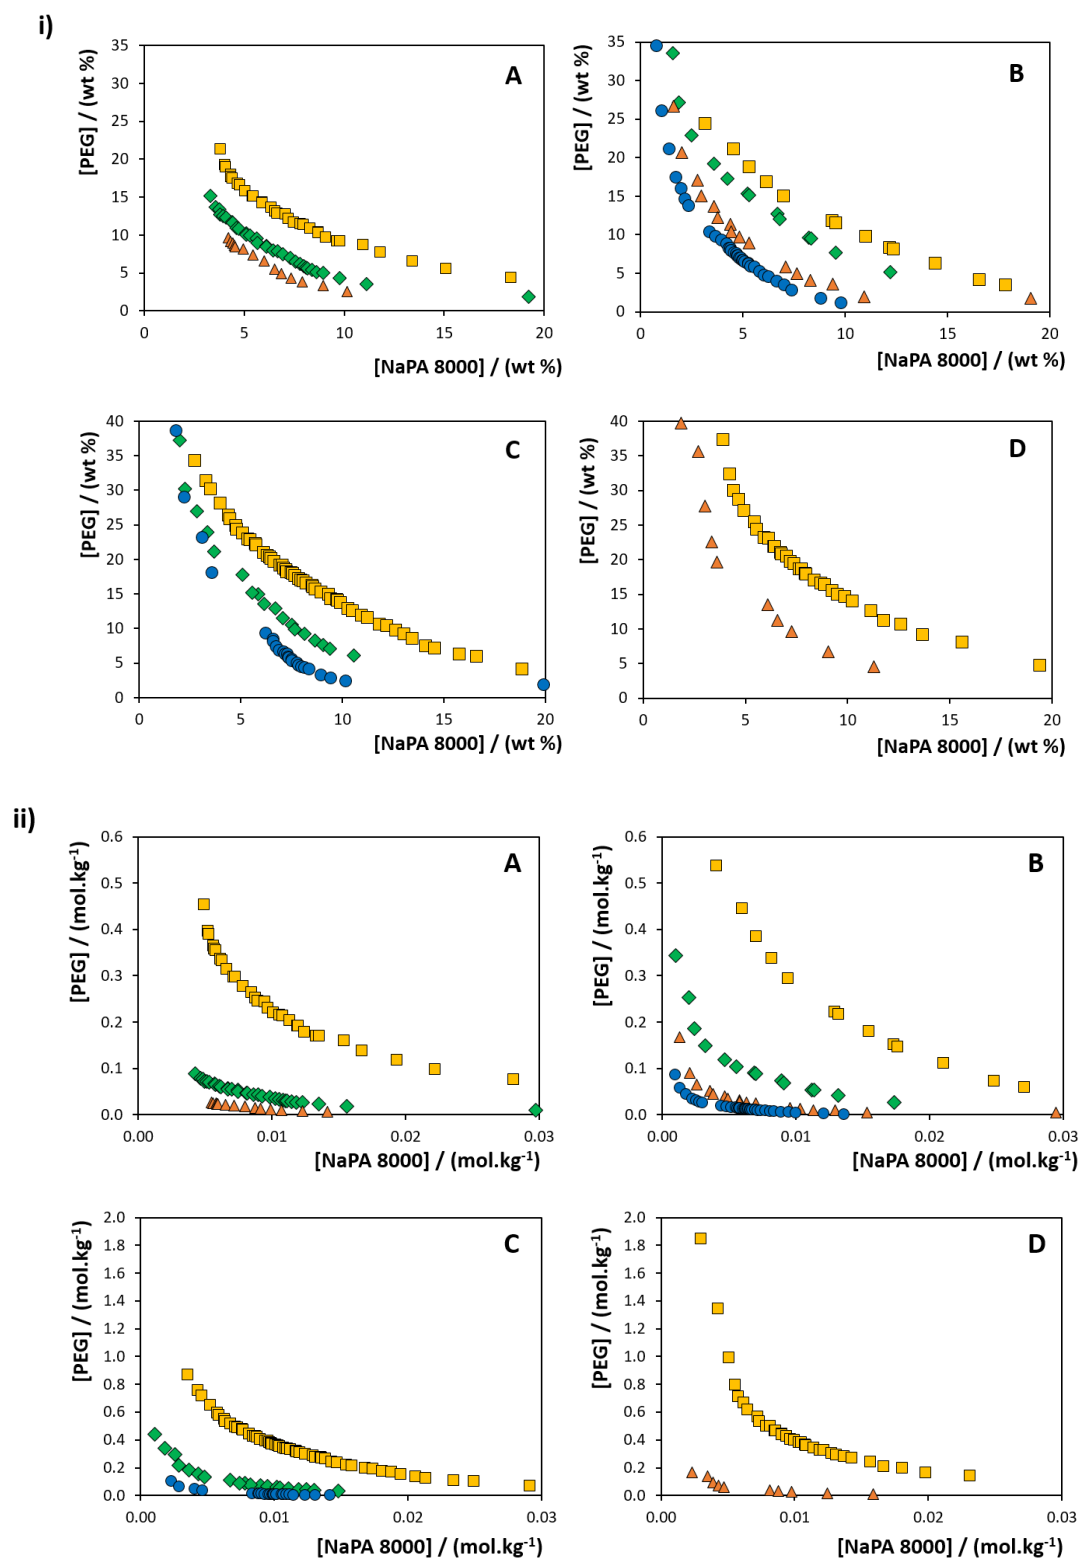 i)
A
[PEG] / (wt %)
35
30
25
20
15
10
5
0
0 5 10 15 20
[NaPA 8000] / (wt %)
B
[PEG] / (wt %)
35
30
25
20
15
10
5
0
0 5 10 15 20
[NaPA 8000] / (wt %)
C
[PEG] / (wt %)
40
35
30
25
20
15
10
5
0
0 5 10 15 20
[NaPA 8000] / (wt %)
D
[PEG] / (wt %)
40
35
30
25
20
15
10
5
0
0 5 10 15 20
[NaPA 8000] / (wt %)
ii)
A
[PEG] / (mol.kg⁻¹)
0.6
0.5
0.4
0.3
0.2
0.1
0.0
0.00 0.01 0.02 0.03
[NaPA 8000] / (mol.kg⁻¹)
B
[PEG] / (mol.kg⁻¹)
0.6
0.5
0.4
0.3
0.2
0.1
0.0
0.00 0.01 0.02 0.03
[NaPA 8000] / (mol.kg⁻¹)
C
[PEG] / (mol.kg⁻¹)
2.0
1.8
1.6
1.4
1.2
1.0
0.8
0.6
0.4
0.2
0.0
0.00 0.01 0.02 0.03
[NaPA 8000] / (mol.kg⁻¹)
D
[PEG] / (mol.kg⁻¹)
2.0
1.8
1.6
1.4
1.2
1.0
0.8
0.6
0.4
0.2
0.0
0.00 0.01 0.02 0.03
[NaPA 8000] / (mol.kg⁻¹)